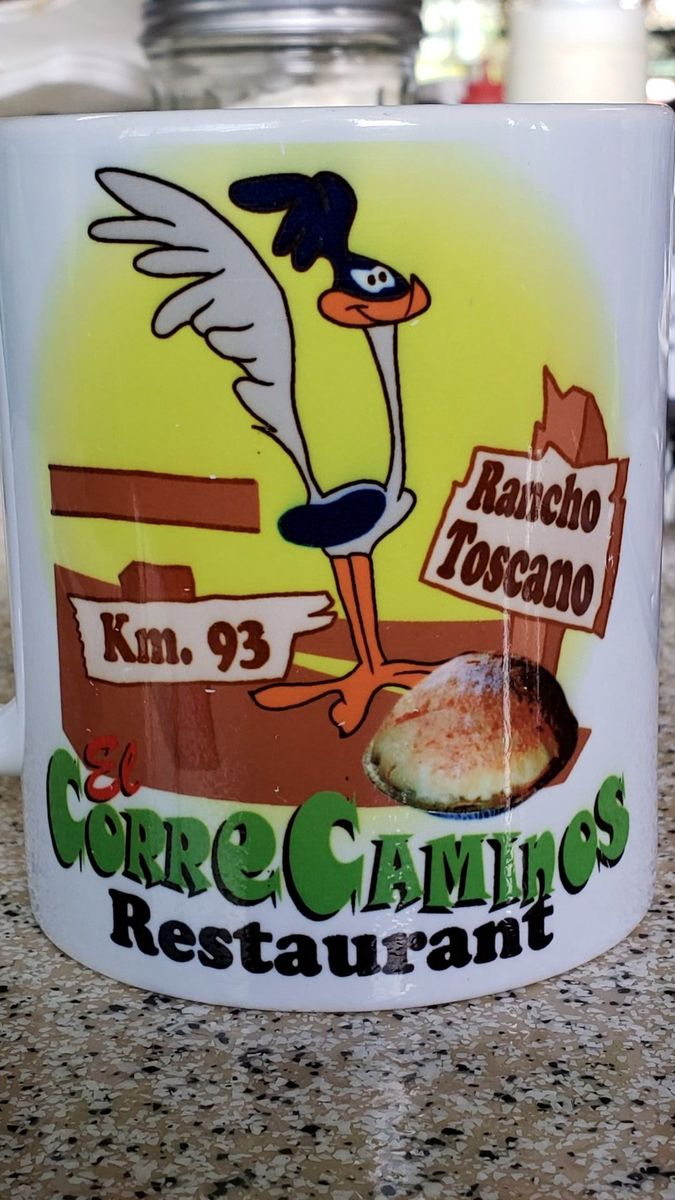 Rancho
Toscano
Km. 93
El
CORRECAMINOS
Restaurant